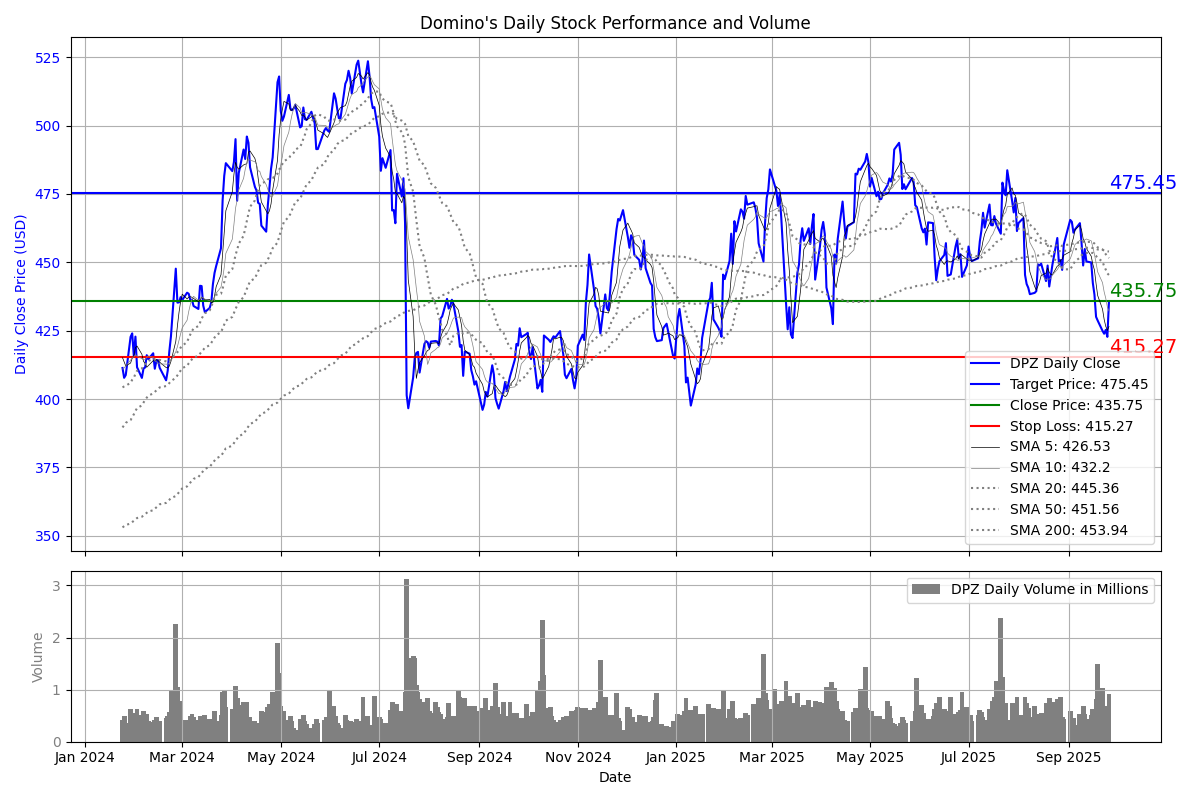 Domino's Daily Stock Performance and Volume
Daily Close Price (USD)
525
500
475
450
425
400
375
350
475.45
435.75
415.27
DPZ Daily Close
Target Price: 475.45
Close Price: 435.75
Stop Loss: 415.27
SMA 5: 426.53
SMA 10: 432.2
SMA 20: 445.36
SMA 50: 451.56
SMA 200: 453.94
Volume
3
2
1
0
DPZ Daily Volume in Millions
Jan 2024 Mar 2024 May 2024 Jul 2024 Sep 2024 Nov 2024 Jan 2025 Mar 2025 May 2025 Jul 2025 Sep 2025
Date